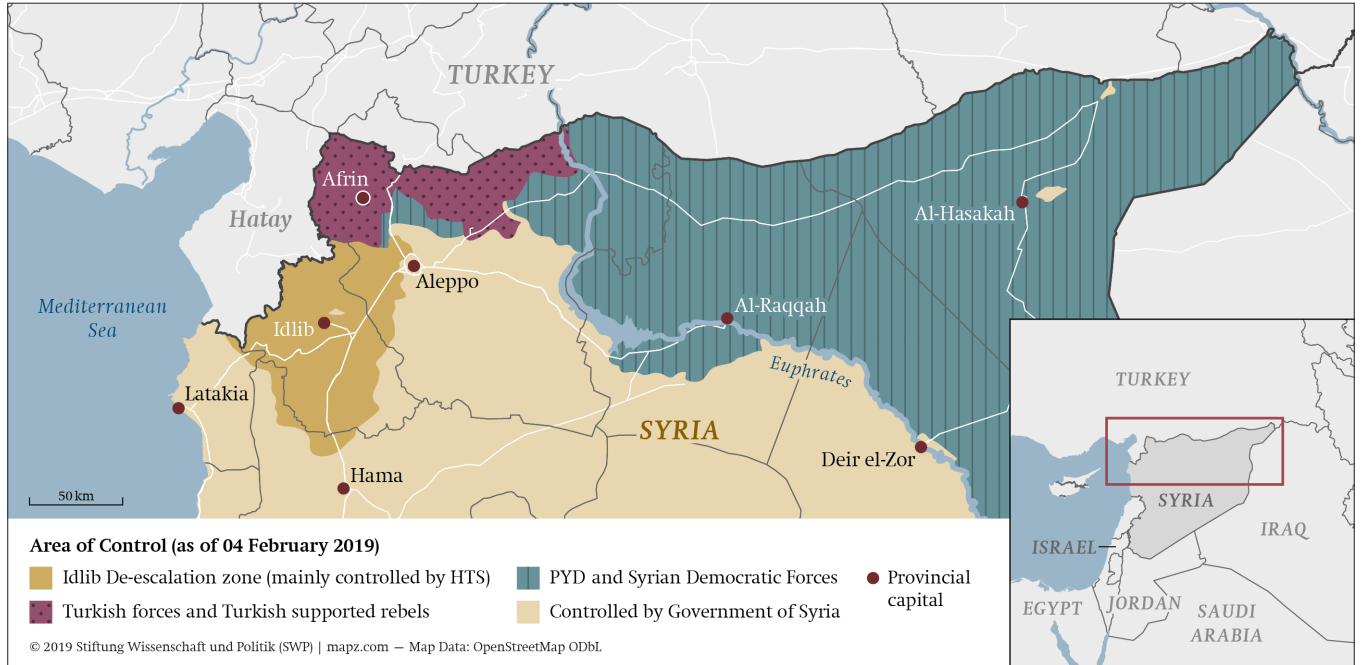 TURKEY
Afrin
Hatay
Al-Hasakah
Aleppo
Mediterranean
Sea
Al-Raqqah
Idlib
Euphrates
Latakia
SYRIA
Deir el-Zor
Hama
50 km
TURKEY
SYRIA
ISRAEL
IRAQ
EGYPT
JORDAN
SAUDI
ARABIA
Area of Control (as of 04 February 2019)
Idlib De-escalation zone (mainly controlled by HTS)
Turkish forces and Turkish supported rebels
PYD and Syrian Democratic Forces
Controlled by Government of Syria
Provincial
capital
© 2019 Stiftung Wissenschaft und Politik (SWP) | mapz.com — Map Data: OpenStreetMap ODbL